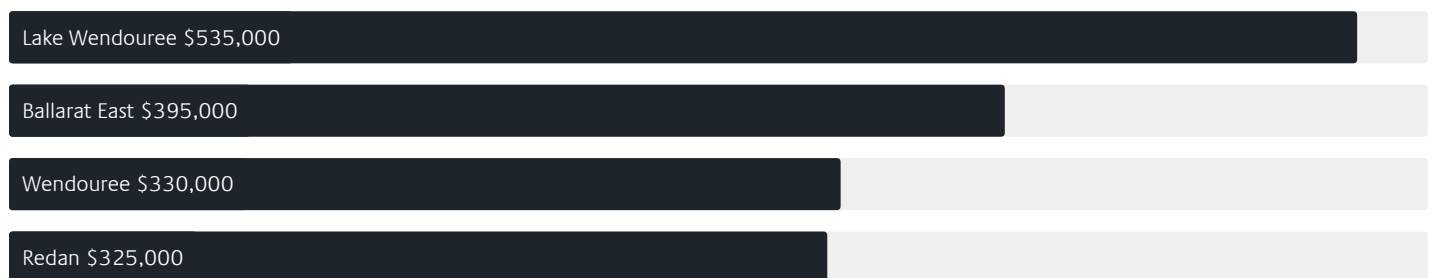 Lake Wendouree $535,000
Ballarat East $395,000
Wendouree $330,000
Redan $325,000